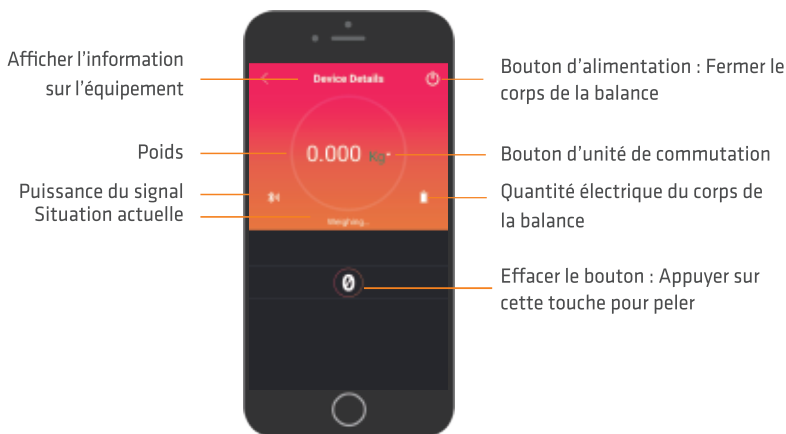 Afficher l'information
sur l'équipement
Poids
Puissance du signal
Situation actuelle
Device Details
0.000 Kg
Weighing...
0
Bouton d'alimentation : Fermer le
corps de la balance
Bouton d'unité de commutation
Quantité électrique du corps de
la balance
Effacer le bouton : Appuyer sur
cette touche pour peler